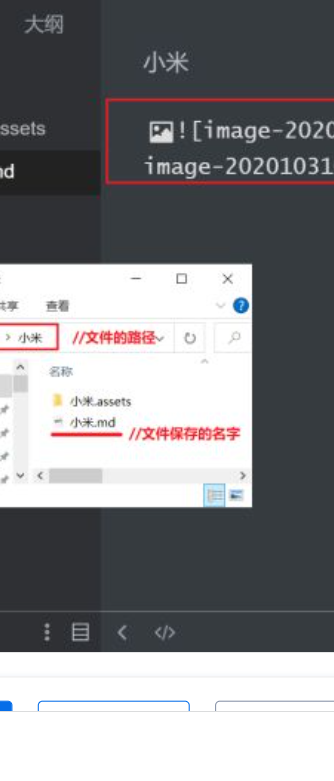 大纲
小米
ssets
![image-2020
nd
image-20201031
共享 查看
> 小米 //文件的路径
名称
小米.assets
小米.md
//文件保存的名字
</>